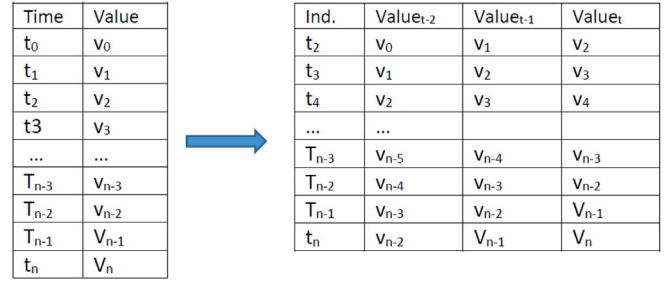 Time Value
t0 v0
t1 v1
t2 v2
t3 v3
... ...
Tn-3 vn-3
Tn-2 vn-2
Tn-1 Vn-1
tn Vn
Ind. Valuet-2 Valuet-1 Valuet
t2 v0 v1 v2
t3 v1 v2 v3
t4 v2 v3 v4
... ...
Tn-3 vn-5 vn-4 vn-3
Tn-2 vn-4 vn-3 vn-2
Tn-1 vn-3 vn-2 Vn-1
tn vn-2 Vn-1 Vn